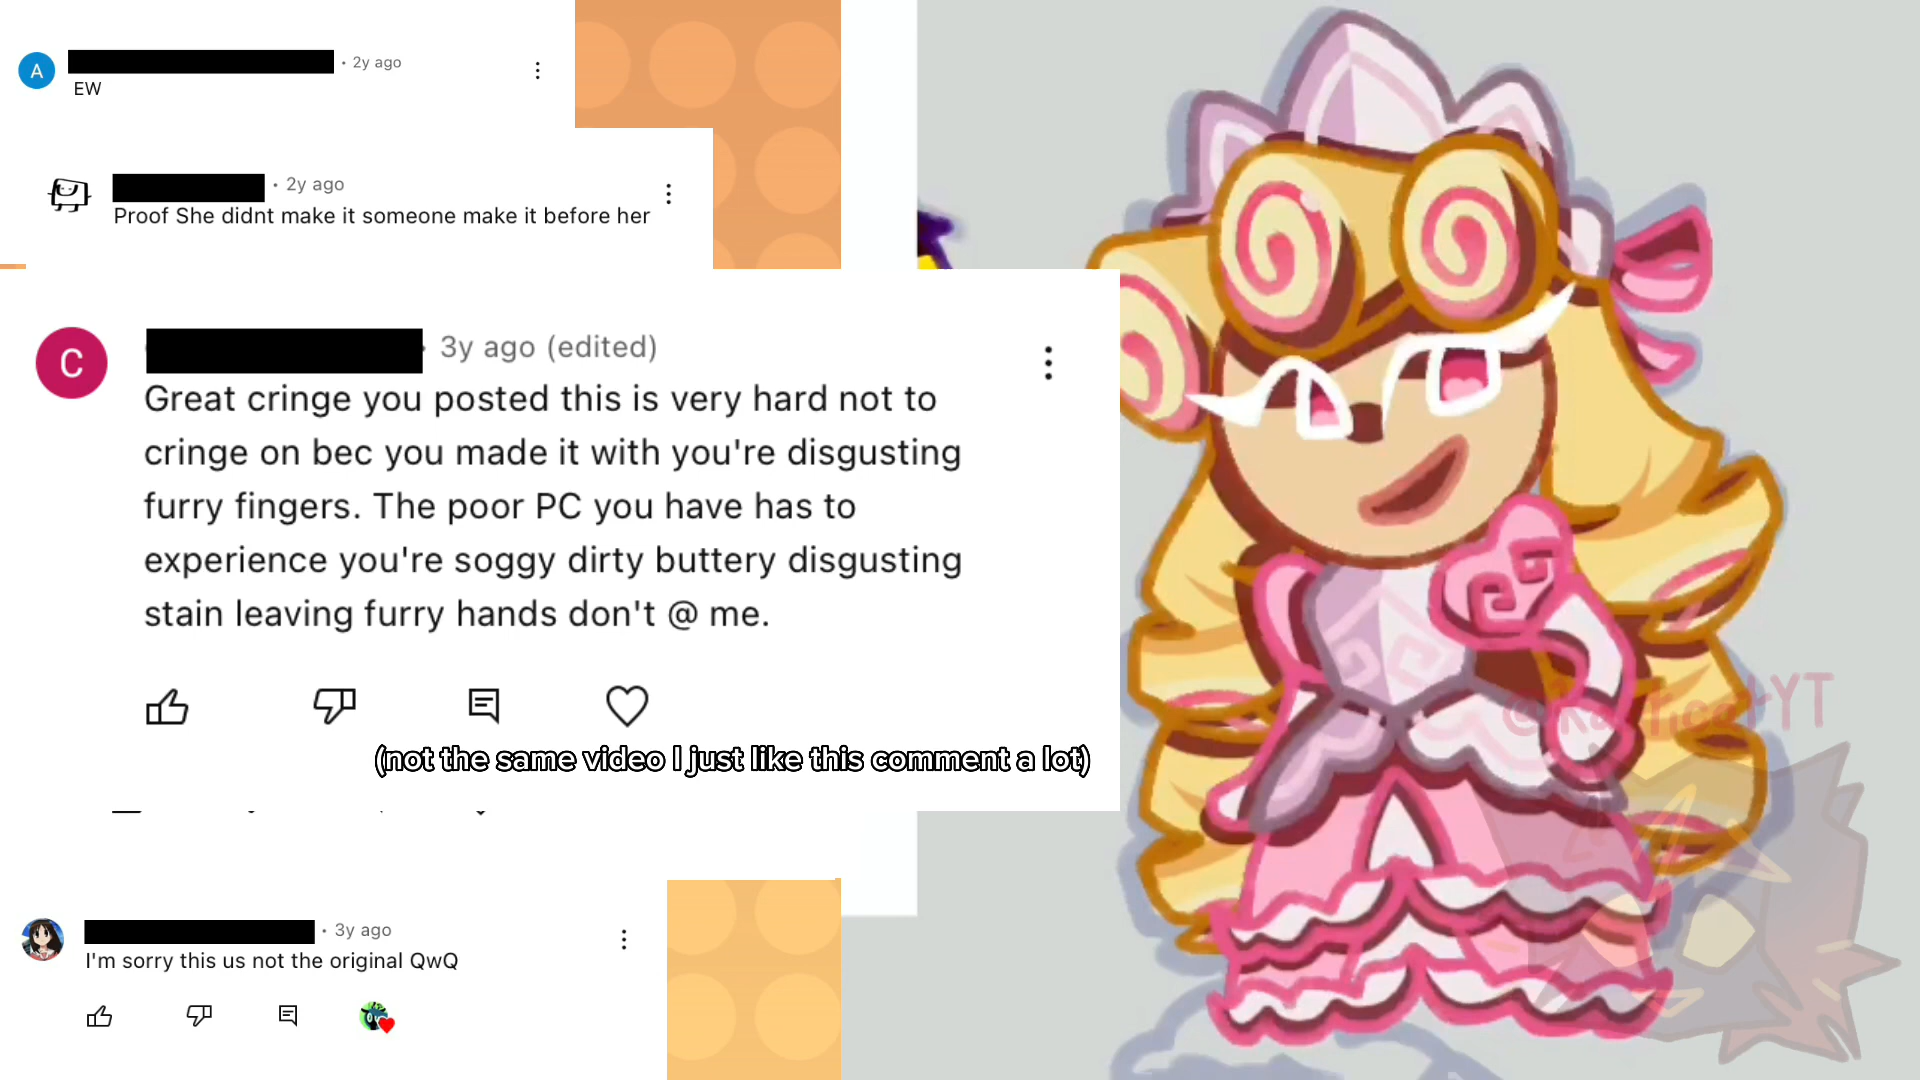 A
2y ago
EW
2y ago
Proof She didnt make it someone make it before her
C
3y ago (edited)
Great cringe you posted this is very hard not to
cringe on bec you made it with you're disgusting
furry fingers. The poor PC you have has to
experience you're soggy dirty buttery disgusting
stain leaving furry hands don't @ me.
(not the same video I just like this comment a lot)
3y ago
I'm sorry this us not the original QwQ